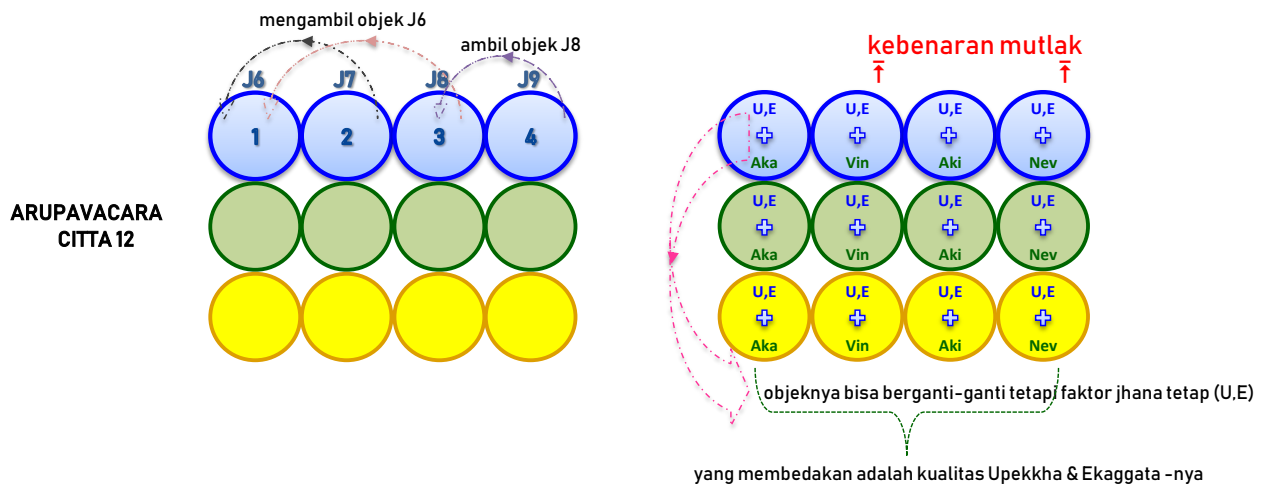 mengambil objek J6
ambil objek J8
J6 J7 J8 J9
1 2 3 4
ARUPAVACARA
CITTA 12
kebenaran mutlak
U,E U,E U,E U,E
Aka Vin Aki Nev
U,E U,E U,E U,E
Aka Vin Aki Nev
U,E U,E U,E U,E
Aka Vin Aki Nev
objeknya bisa berganti-ganti tetapi faktor jhana tetap (U,E)
yang membedakan adalah kualitas Upekkha & Ekaggata -nya